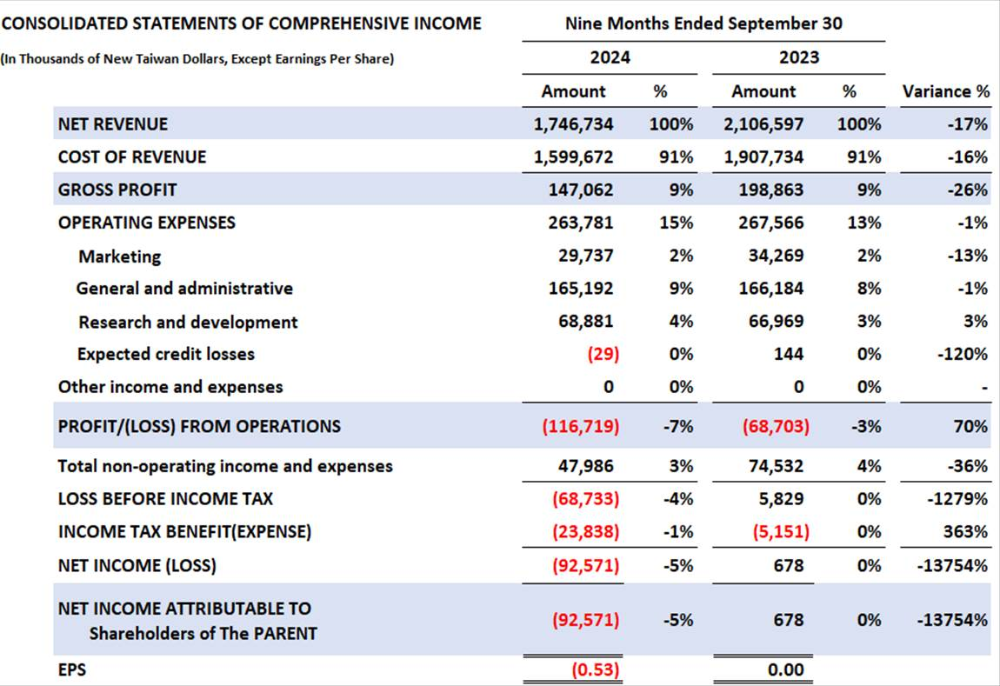 CONSOLIDATED STATEMENTS OF COMPREHENSIVE INCOME Nine Months Ended September 30
(In Thousands of New Taiwan Dollars, Except Earnings Per Share) 2024 2023
Amount % Amount % Variance %
NET REVENUE 1,746,734 100% 2,106,597 100% -17%
COST OF REVENUE 1,599,672 91% 1,907,734 91% -16%
GROSS PROFIT 147,062 9% 198,863 9% -26%
OPERATING EXPENSES 263,781 15% 267,566 13% -1%
Marketing 29,737 2% 34,269 2% -13%
General and administrative 165,192 9% 166,184 8% -1%
Research and development 68,881 4% 66,969 3% 3%
Expected credit losses (29) 0% 144 0% -120%
Other income and expenses 0 0% 0 0% -
PROFIT/(LOSS) FROM OPERATIONS (116,719) -7% (68,703) -3% 70%
Total non-operating income and expenses 47,986 3% 74,532 4% -36%
LOSS BEFORE INCOME TAX (68,733) -4% 5,829 0% -1279%
INCOME TAX BENEFIT(EXPENSE) (23,838) -1% (5,151) 0% 363%
NET INCOME (LOSS) (92,571) -5% 678 0% -13754%
NET INCOME ATTRIBUTABLE TO
Shareholders of The PARENT (92,571) -5% 678 0% -13754%
EPS (0.53) 0.00